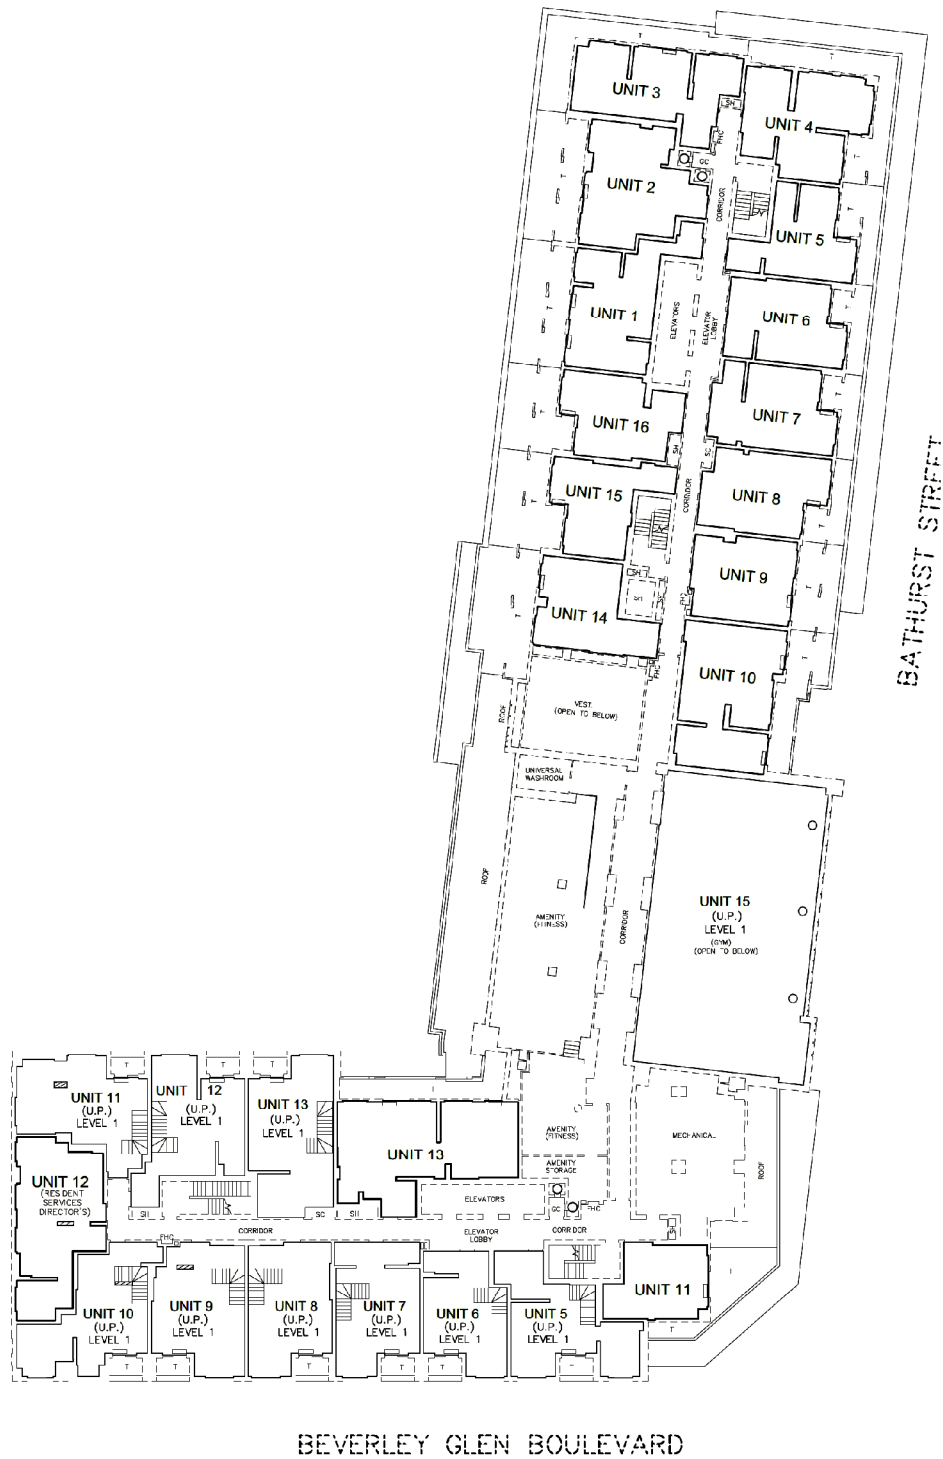 T
T
UNIT 3
SH
UNIT 4
FHC
GC
T
T
UNIT 2
CORRIDOR
T
UNIT 5
T
UNIT 1
ELEVATORS
ELEVATOR
LOBBY
UNIT 6
T
T
UNIT 16
UNIT 7
T
SH
SC
BATHURST STREET
UNIT 15
CORRIDOR
UNIT 8
T
T
SH
UNIT 9
FHC
T
T
UNIT 14
UNIT 10
T
FHC
VEST.
(OPEN TO BELOW)
ROOF
UNIVERSAL
WASHROOM
ROOF
AMENITY
(FITNESS)
CORRIDOR
UNIT 15
(U.P.)
LEVEL 1
(GYM)
(OPEN TO BELOW)
T
T
T
UNIT 11
(U.P.)
LEVEL 1
UNIT 12
(U.P.)
LEVEL 1
UNIT 13
(U.P.)
LEVEL 1
UNIT 13
AMENITY
(FITNESS)
MECHANICAL
AMENITY
STORAGE
ROOF
UNIT 12
(RESIDENT
SERVICES
DIRECTOR'S)
ELEVATORS
SH
SC
SH
GC
FHC
CORRIDOR
ELEVATOR
LOBBY
CORRIDOR
SH
FHC
UNIT 10
(U.P.)
LEVEL 1
UNIT 9
(U.P.)
LEVEL 1
UNIT 8
(U.P.)
LEVEL 1
UNIT 7
(U.P.)
LEVEL 1
UNIT 6
(U.P.)
LEVEL 1
UNIT 5
(U.P.)
LEVEL 1
UNIT 11
T
T
T
T
T
T
T
BEVERLEY GLEN BOULEVARD